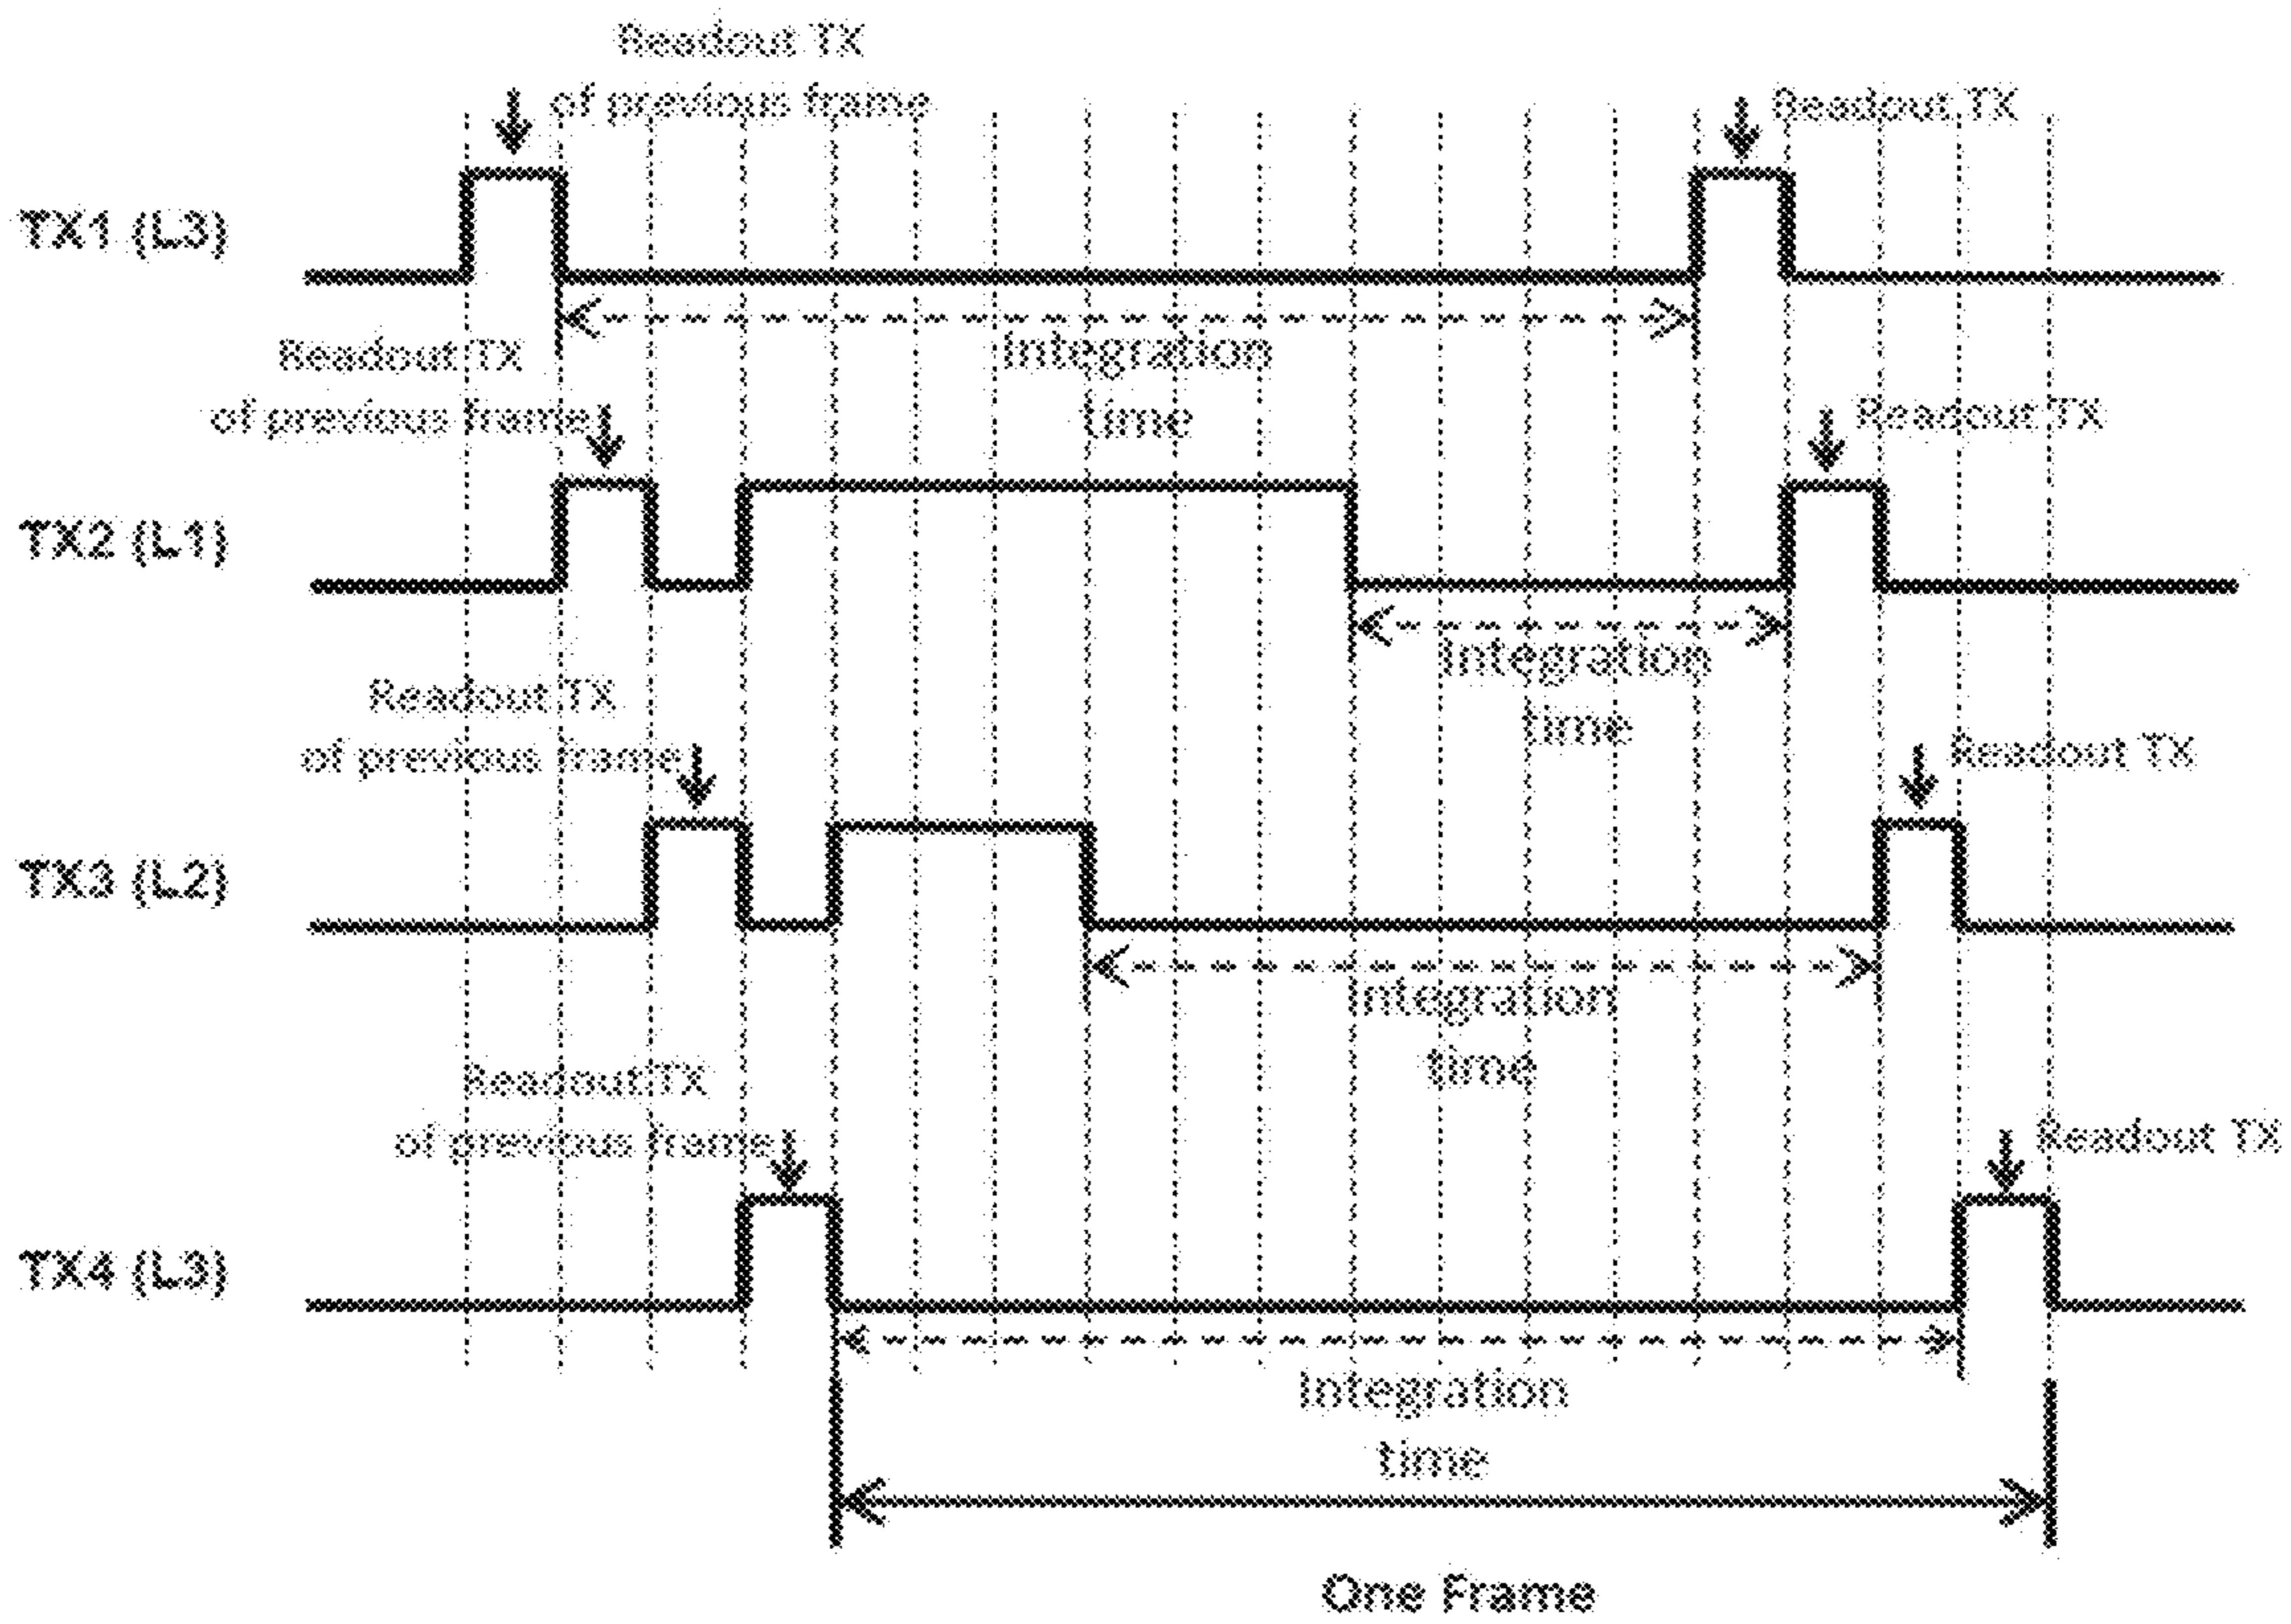 Readout TX
of previous frame
Readout TX
TX1 (L3)
Integration
time
Readout TX
of previous frame
Readout TX
TX2 (L1)
Integration
time
Readout TX
of previous frame
Readout TX
TX3 (L2)
Integration
time
Readout TX
of previous frame
Readout TX
TX4 (L3)
Integration
time
One Frame